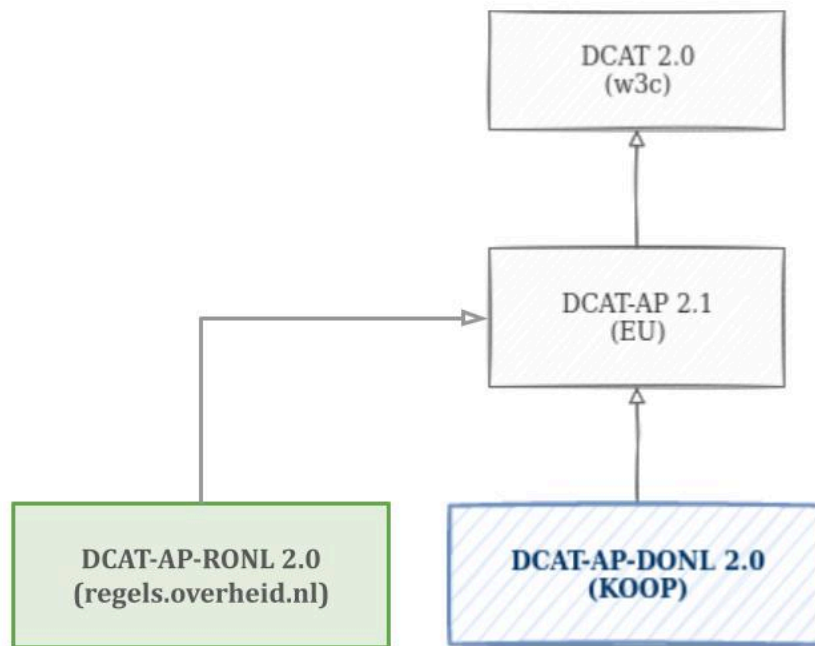 DCAT 2.0
(w3c)
DCAT-AP 2.1
(EU)
DCAT-AP-RONL 2.0
(regels.overheid.nl)
DCAT-AP-DONL 2.0
(KOOP)